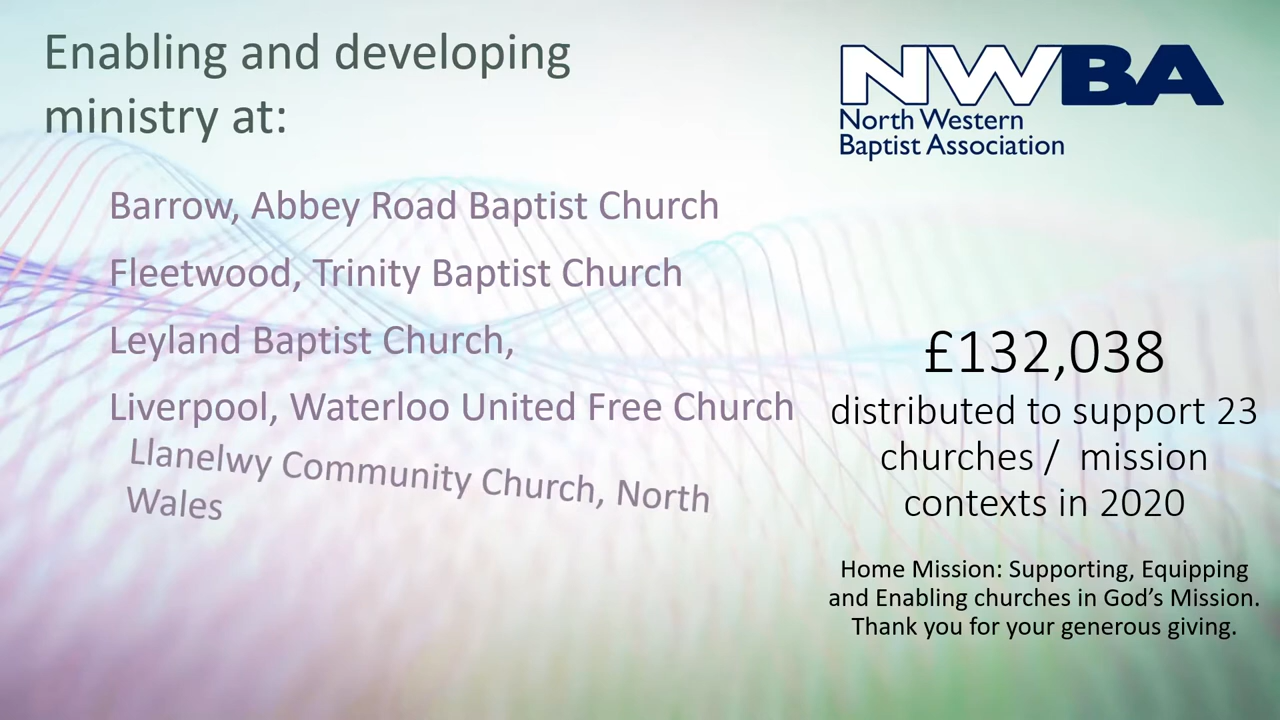 Enabling and developing
ministry at:
Barrow, Abbey Road Baptist Church
Fleetwood, Trinity Baptist Church
Leyland Baptist Church,
Liverpool, Waterloo United Free Church
Llanelwy Community Church, North
Wales
NWBA
North Western
Baptist Association
£132,038
distributed to support 23
churches / mission
contexts in 2020
Home Mission: Supporting, Equipping
and Enabling churches in God’s Mission.
Thank you for your generous giving.